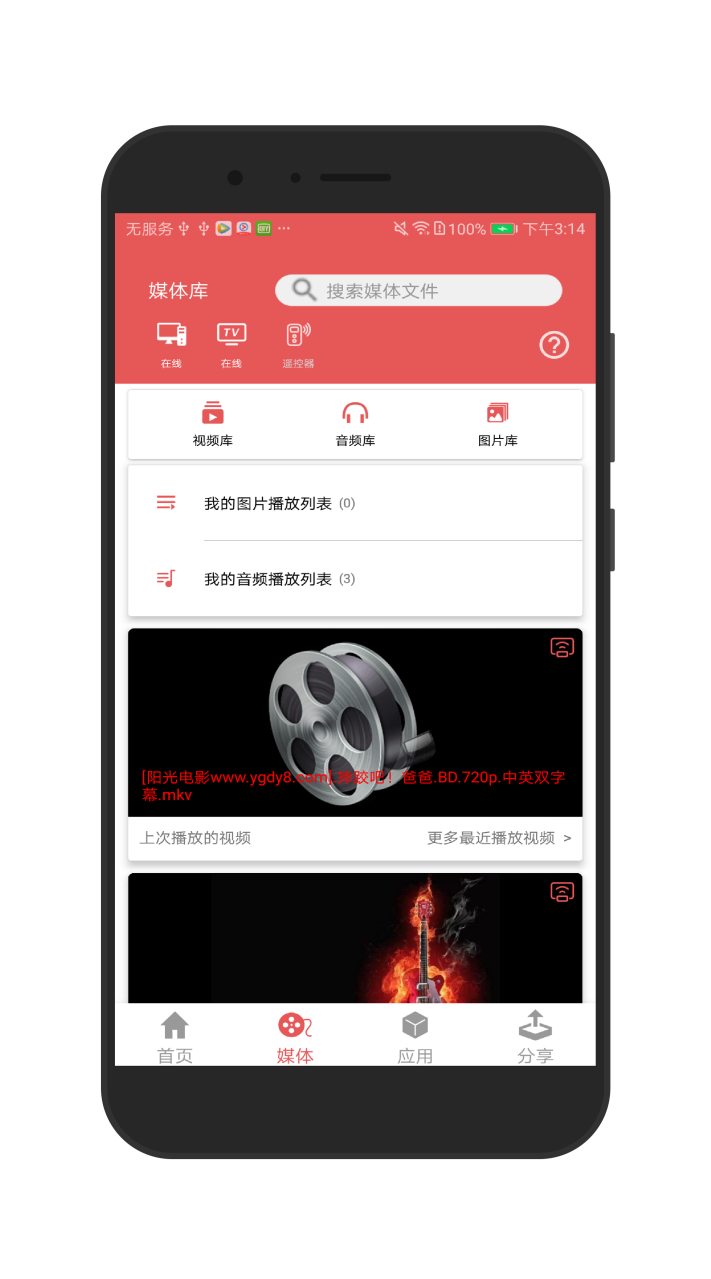 无服务 100% 下午3:14
媒体库 搜索媒体文件
TV
在线 在线 遥控器
视频库 音频库 图片库
我的图片播放列表 (0)
我的音频播放列表 (3)
[阳光电影www.ygdy8.com].摔跤吧！爸爸.BD.720p.中英双字
幕.mkv
上次播放的视频 更多最近播放视频 >
首页 媒体 应用 分享